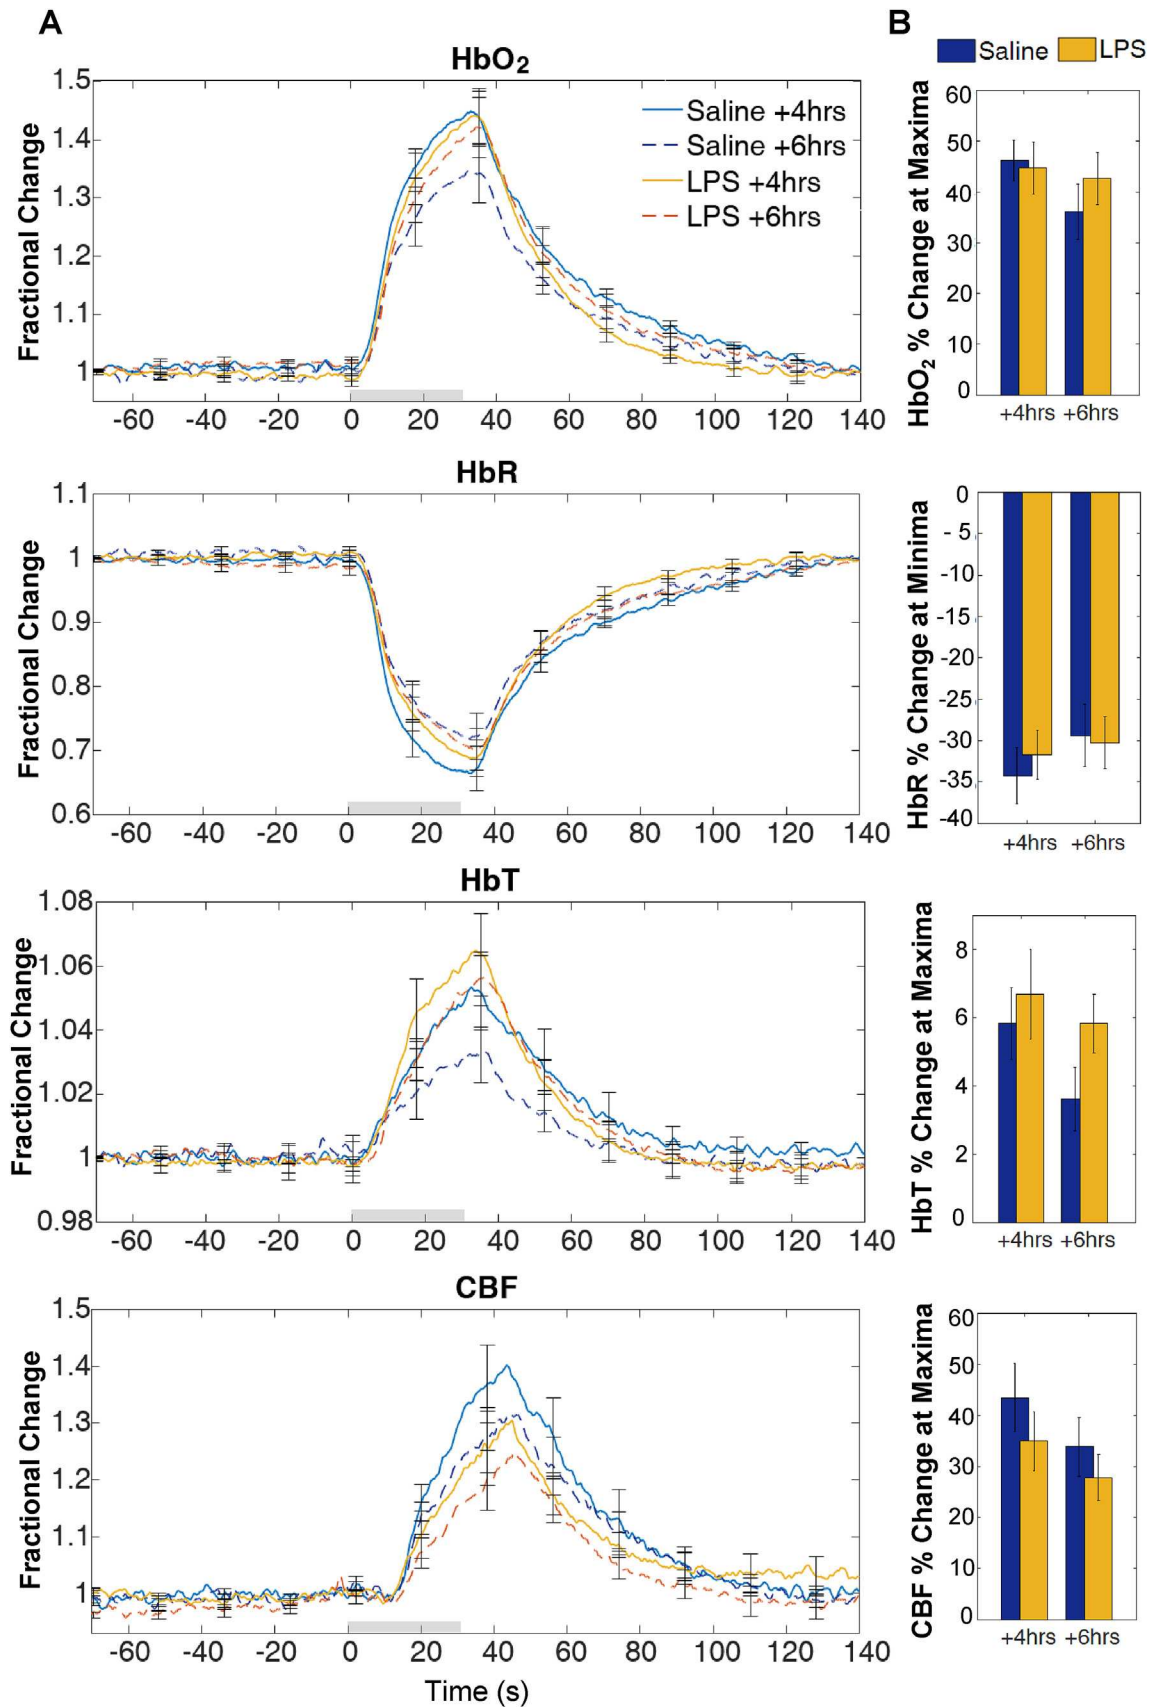 A
B
HbO2
Saline LPS
Fractional Change
1.5
1.4
1.3
1.2
1.1
1
Saline +4hrs
Saline +6hrs
LPS +4hrs
LPS +6hrs
-60 -40 -20 0 20 40 60 80 100 120 140
HbO2 % Change at Maxima
60
50
40
30
20
10
0
+4hrs +6hrs
HbR
Fractional Change
1.1
1
0.9
0.8
0.7
0.6
-60 -40 -20 0 20 40 60 80 100 120 140
HbR % Change at Minima
0
-5
-10
-15
-20
-25
-30
-35
-40
+4hrs +6hrs
HbT
Fractional Change
1.08
1.06
1.04
1.02
1
0.98
-60 -40 -20 0 20 40 60 80 100 120 140
HbT % Change at Maxima
8
6
4
2
0
+4hrs +6hrs
CBF
Fractional Change
1.5
1.4
1.3
1.2
1.1
1
-60 -40 -20 0 20 40 60 80 100 120 140
Time (s)
CBF % Change at Maxima
60
50
40
30
20
10
0
+4hrs +6hrs